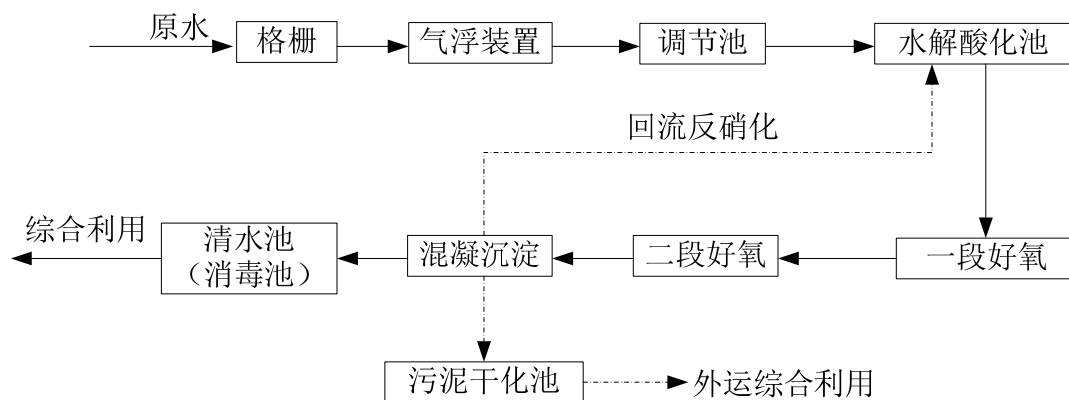 原水
格栅
气浮装置
调节池
水解酸化池
回流反硝化
综合利用
清水池
（消毒池）
混凝沉淀
二段好氧
一段好氧
污泥干化池
外运综合利用